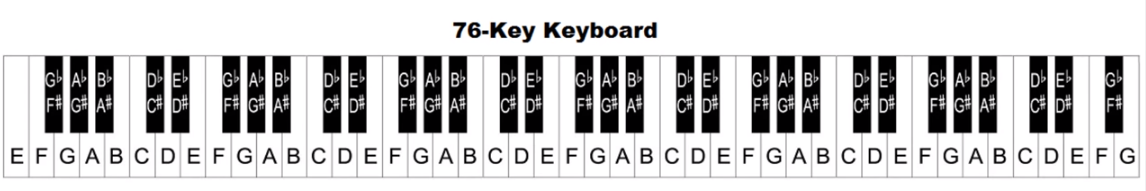 76-Key Keyboard
G♭ A♭ B♭ D♭ E♭ G♭ A♭ B♭ D♭ E♭ G♭ A♭ B♭ D♭ E♭ G♭ A♭ B♭ D♭ E♭ G♭ A♭ B♭ D♭ E♭ G♭ A♭ B♭ D♭ E♭ G♭
F# G# A# C# D# F# G# A# C# D# F# G# A# C# D# F# G# A# C# D# F# G# A# C# D# F# G# A# C# D# F#
E F G A B C D E F G A B C D E F G A B C D E F G A B C D E F G A B C D E F G A B C D E F G